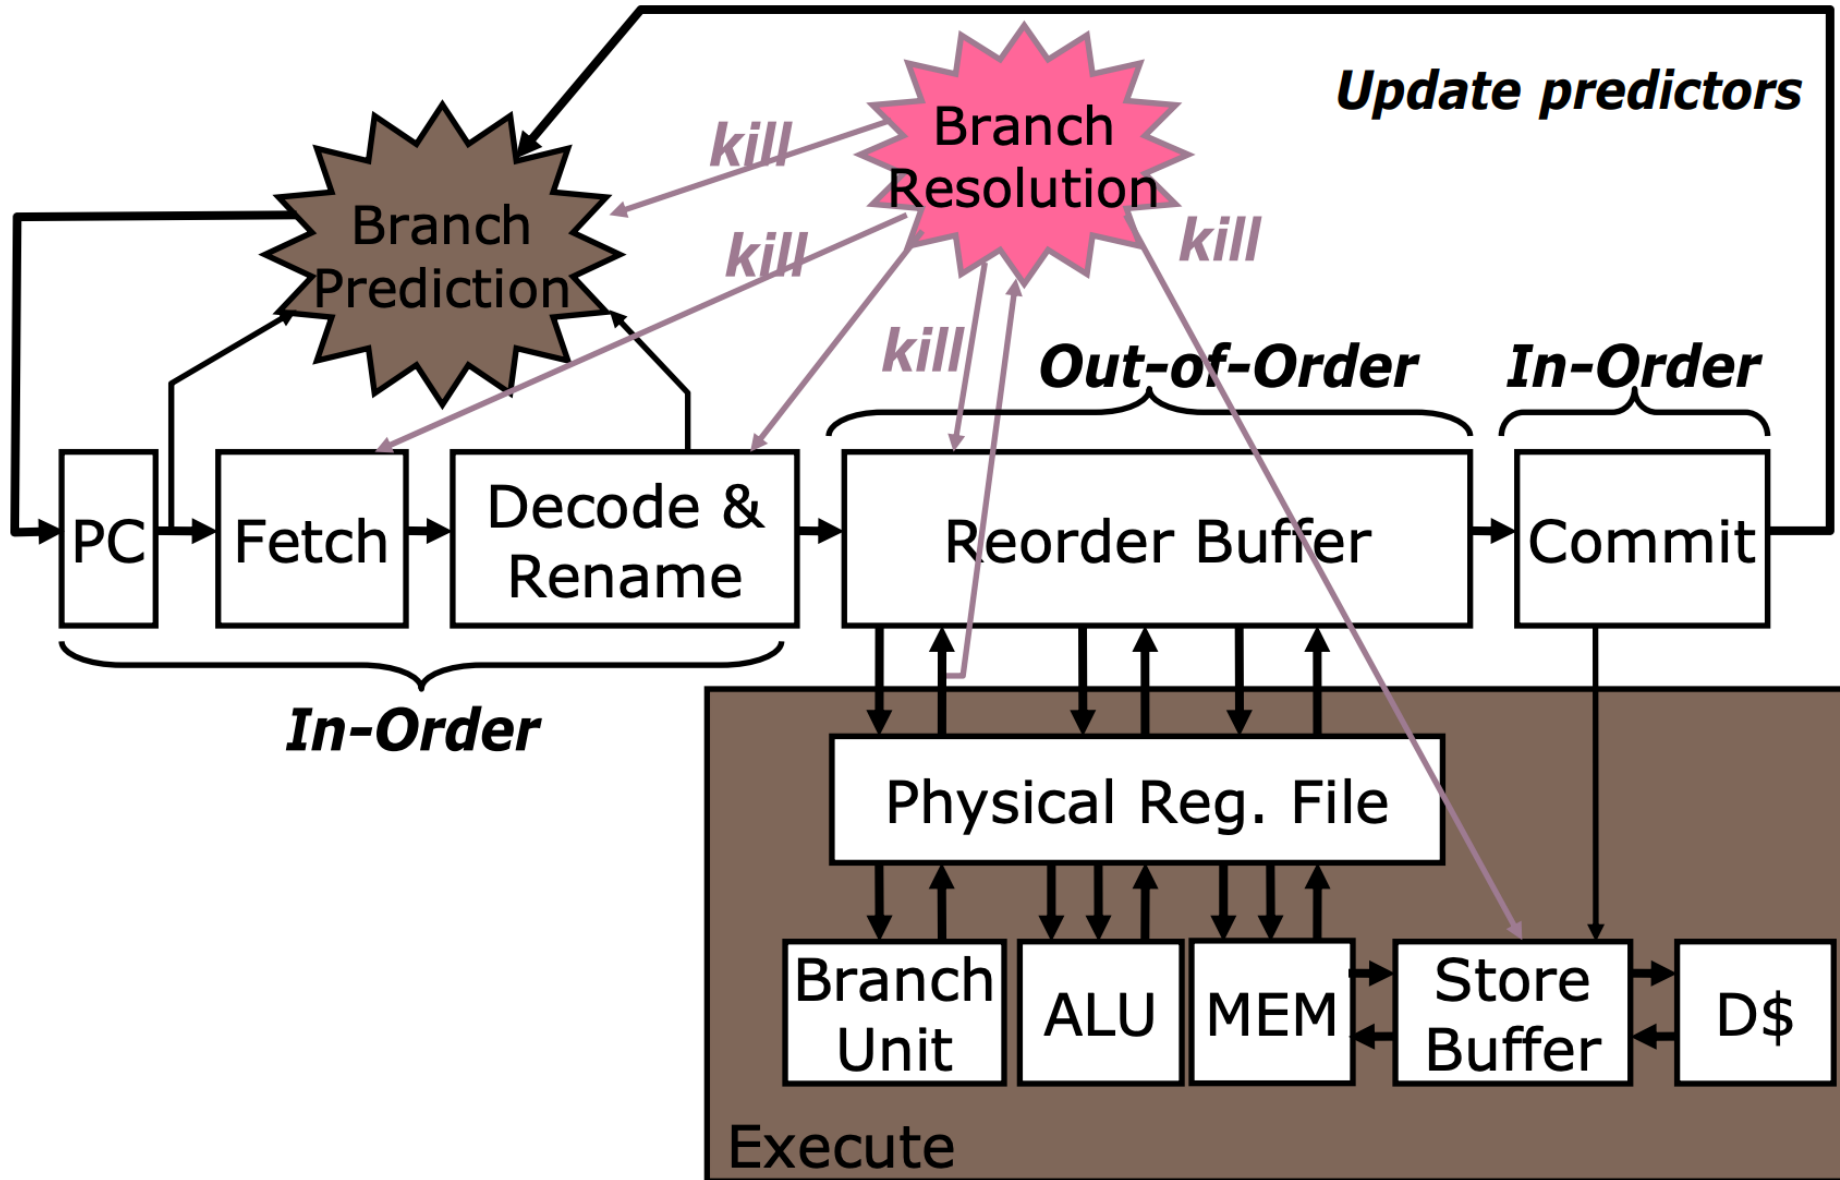 Update predictors
Branch
Resolution
kill
Branch
Prediction
kill
kill
kill
Out-of-Order
In-Order
PC
Fetch
Decode &
Rename
Reorder Buffer
Commit
In-Order
Physical Reg. File
Branch
Unit
ALU
MEM
Store
Buffer
D$
Execute